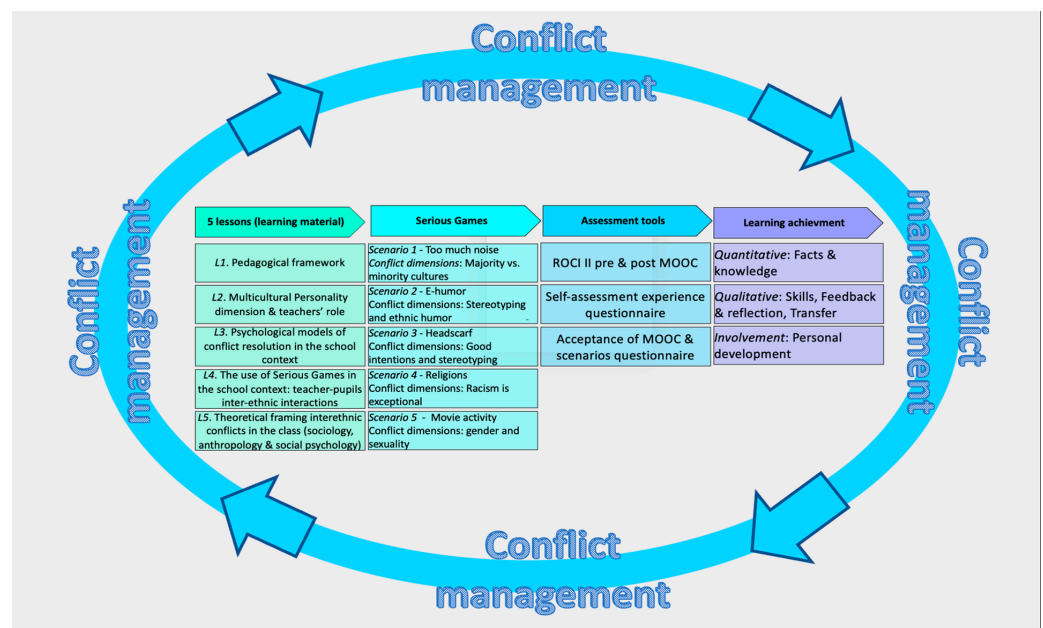 Conflict
management
Conflict
management
Conflict
management
5 lessons (learning material)
L1. Pedagogical framework
L2. Multicultural Personality
dimension & teachers’ role
L3. Psychological models of
conflict resolution in the school
context
L4. The use of Serious Games in
the school context: teacher-pupils
inter-ethnic interactions
L5. Theoretical framing interethnic
conflicts in the class (sociology,
anthropology & social psychology)
Serious Games
Scenario 1 - Too much noise
Conflict dimensions: Majority vs.
minority cultures
Scenario 2 - E-humor
Conflict dimensions: Stereotyping
and ethnic humor
Scenario 3 - Headscarf
Conflict dimensions: Good
intentions and stereotyping
Scenario 4 - Religions
Conflict dimensions: Racism is
exceptional
Scenario 5 - Movie activity
Conflict dimensions: gender and
sexuality
Assessment tools
ROCI II pre & post MOOC
Self-assessment experience
questionnaire
Acceptance of MOOC &
scenarios questionnaire
Learning achievment
Quantitative: Facts &
knowledge
Qualitative: Skills, Feedback
& reflection, Transfer
Involvement: Personal
development
Conflict
management